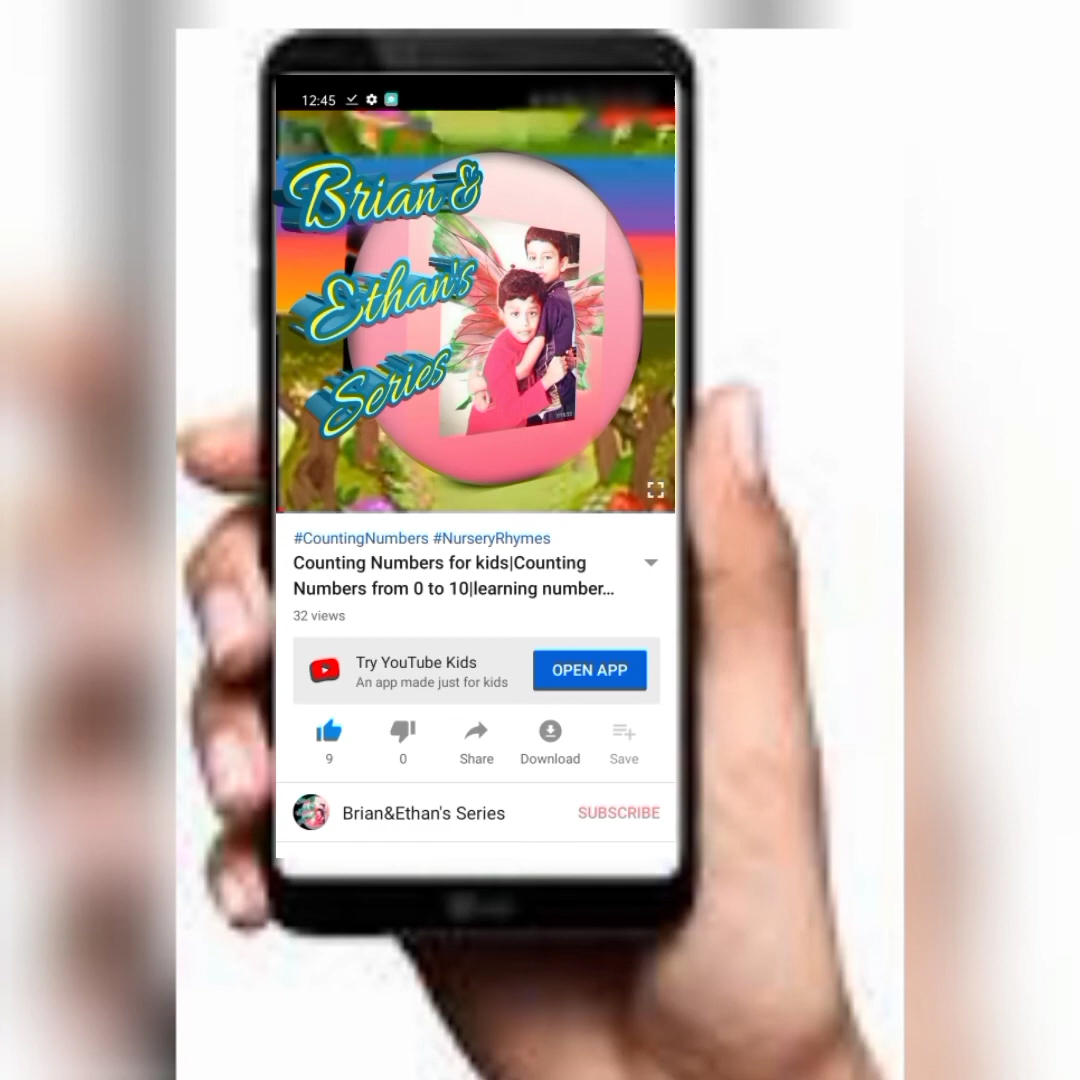 12:45
Brian &
Ethan's
Series
#CountingNumbers #NurseryRhymes
Counting Numbers for kids|Counting
Numbers from 0 to 10|learning number...
32 views
Try YouTube Kids
An app made just for kids
OPEN APP
9
0
Share
Download
Save
Brian&Ethan's Series
SUBSCRIBE